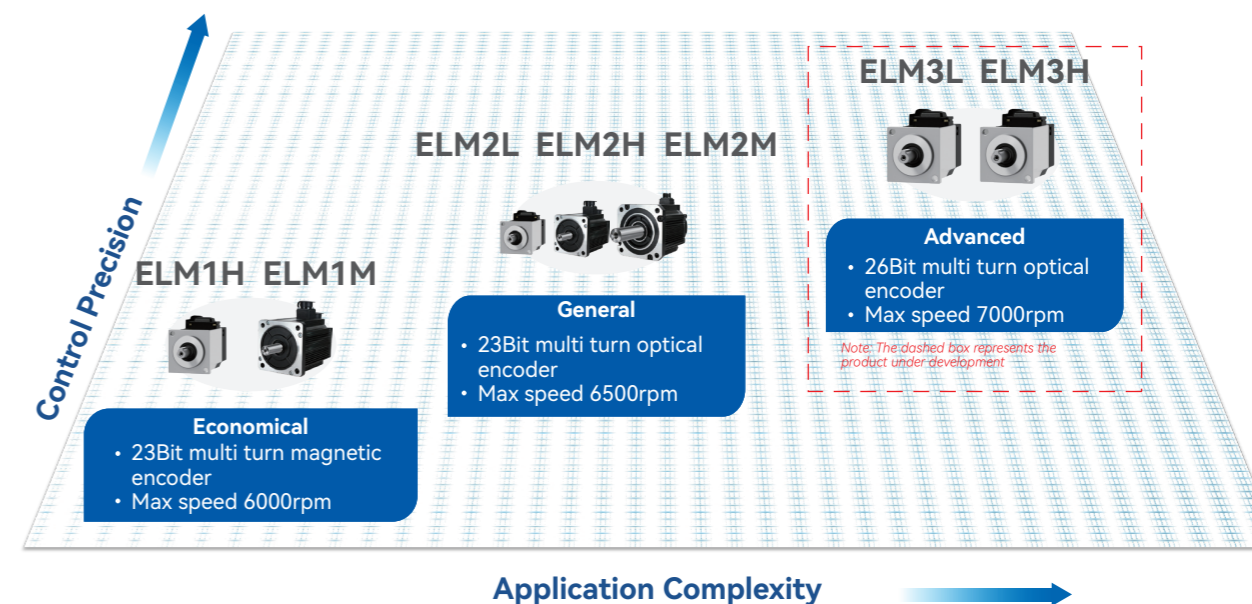 Control Precision
ELM1H ELM1M
Economical
• 23Bit multi turn magnetic
encoder
• Max speed 6000rpm
ELM2L ELM2H ELM2M
General
• 23Bit multi turn optical
encoder
• Max speed 6500rpm
ELM3L ELM3H
Advanced
• 26Bit multi turn optical
encoder
• Max speed 7000rpm
Note: The dashed box represents the
product under development
Application Complexity